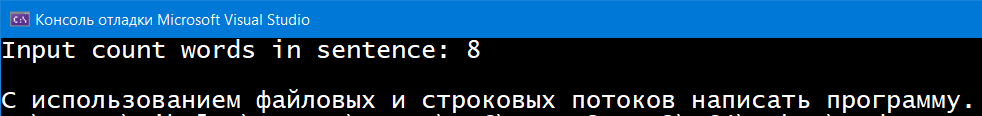 Консоль отладки Microsoft Visual Studio
Input count words in sentence: 8
С использованием файловых и строковых потоков написать программу.